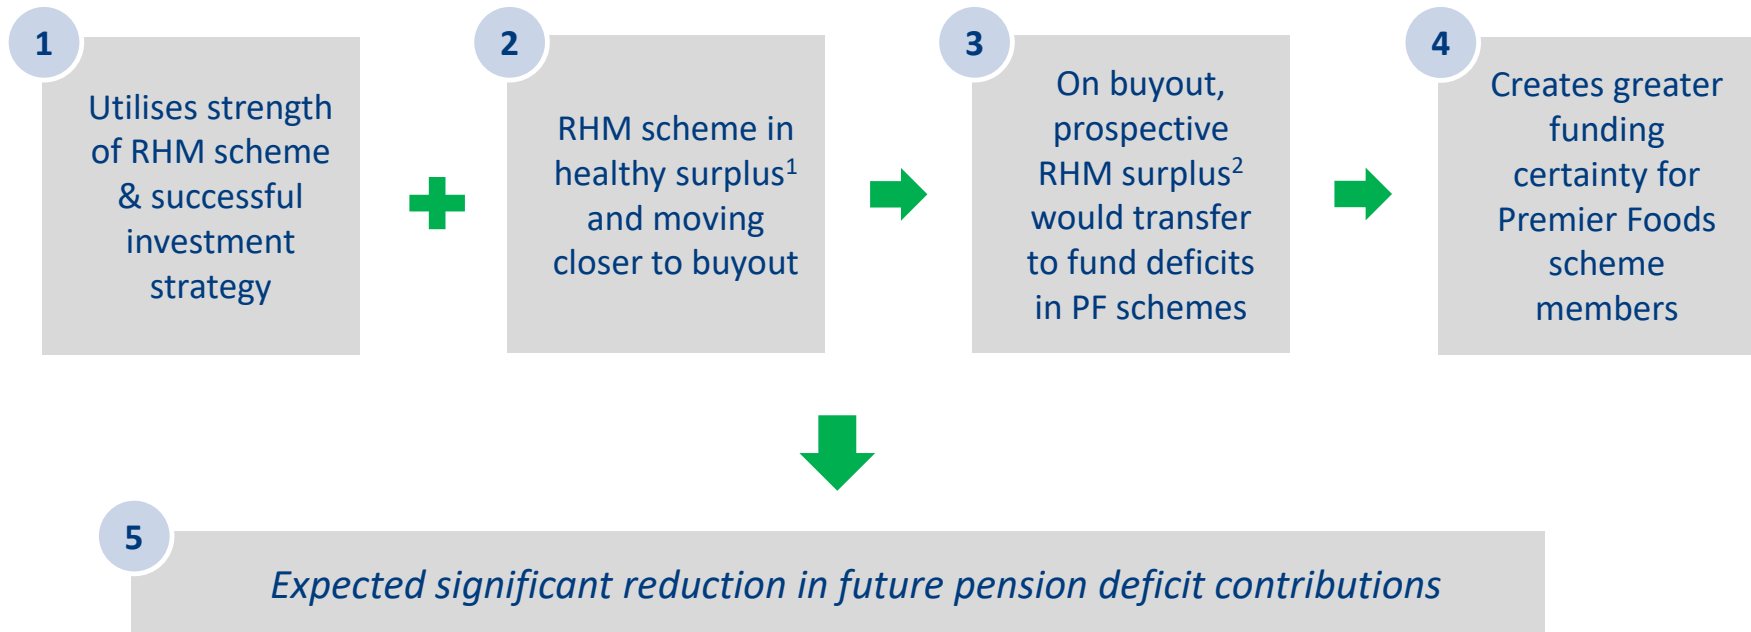 1
Utilises strength
of RHM scheme
& successful
investment
strategy
2
RHM scheme in
healthy surplus¹
and moving
closer to buyout
3
On buyout,
prospective
RHM surplus²
would transfer
to fund deficits
in PF schemes
4
Creates greater
funding
certainty for
Premier Foods
scheme
members
5
Expected significant reduction in future pension deficit contributions